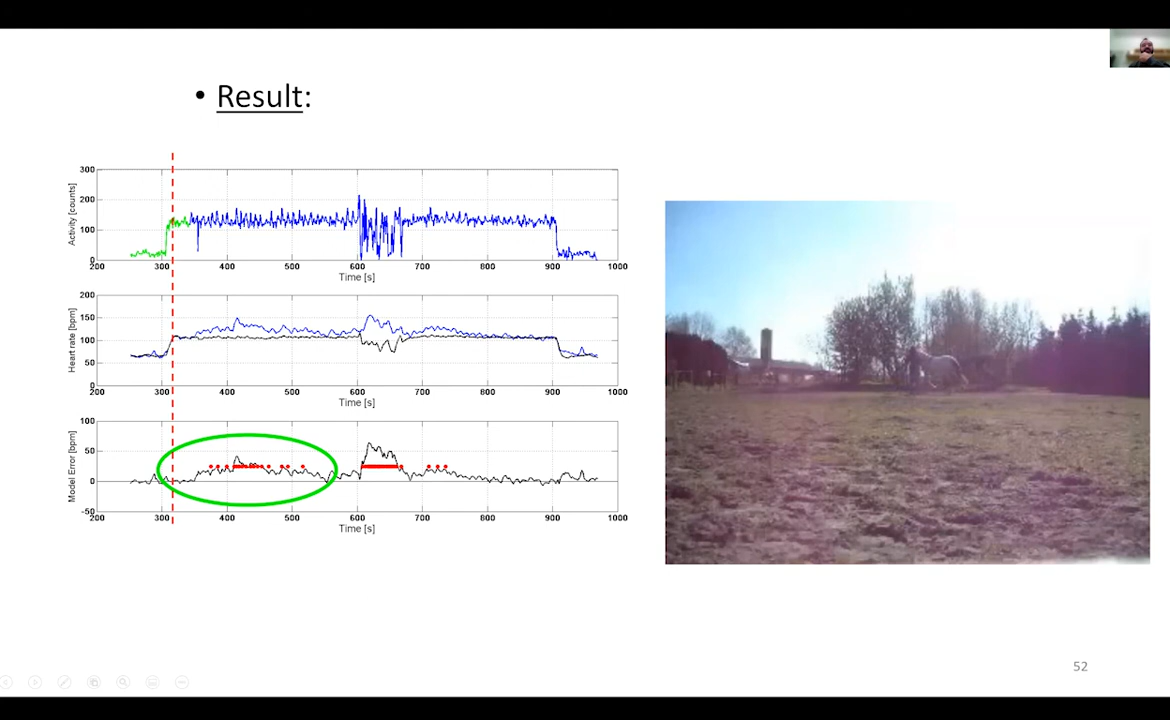 • Result:
300
200
100
0
Activity [counts]
200 300 400 500 600 700 800 900 1000
Time [s]
200
150
100
50
0
Heart rate [bpm]
200 300 400 500 600 700 800 900 1000
Time [s]
100
50
0
-50
Model Error [bpm]
200 300 400 500 600 700 800 900 1000
Time [s]
52